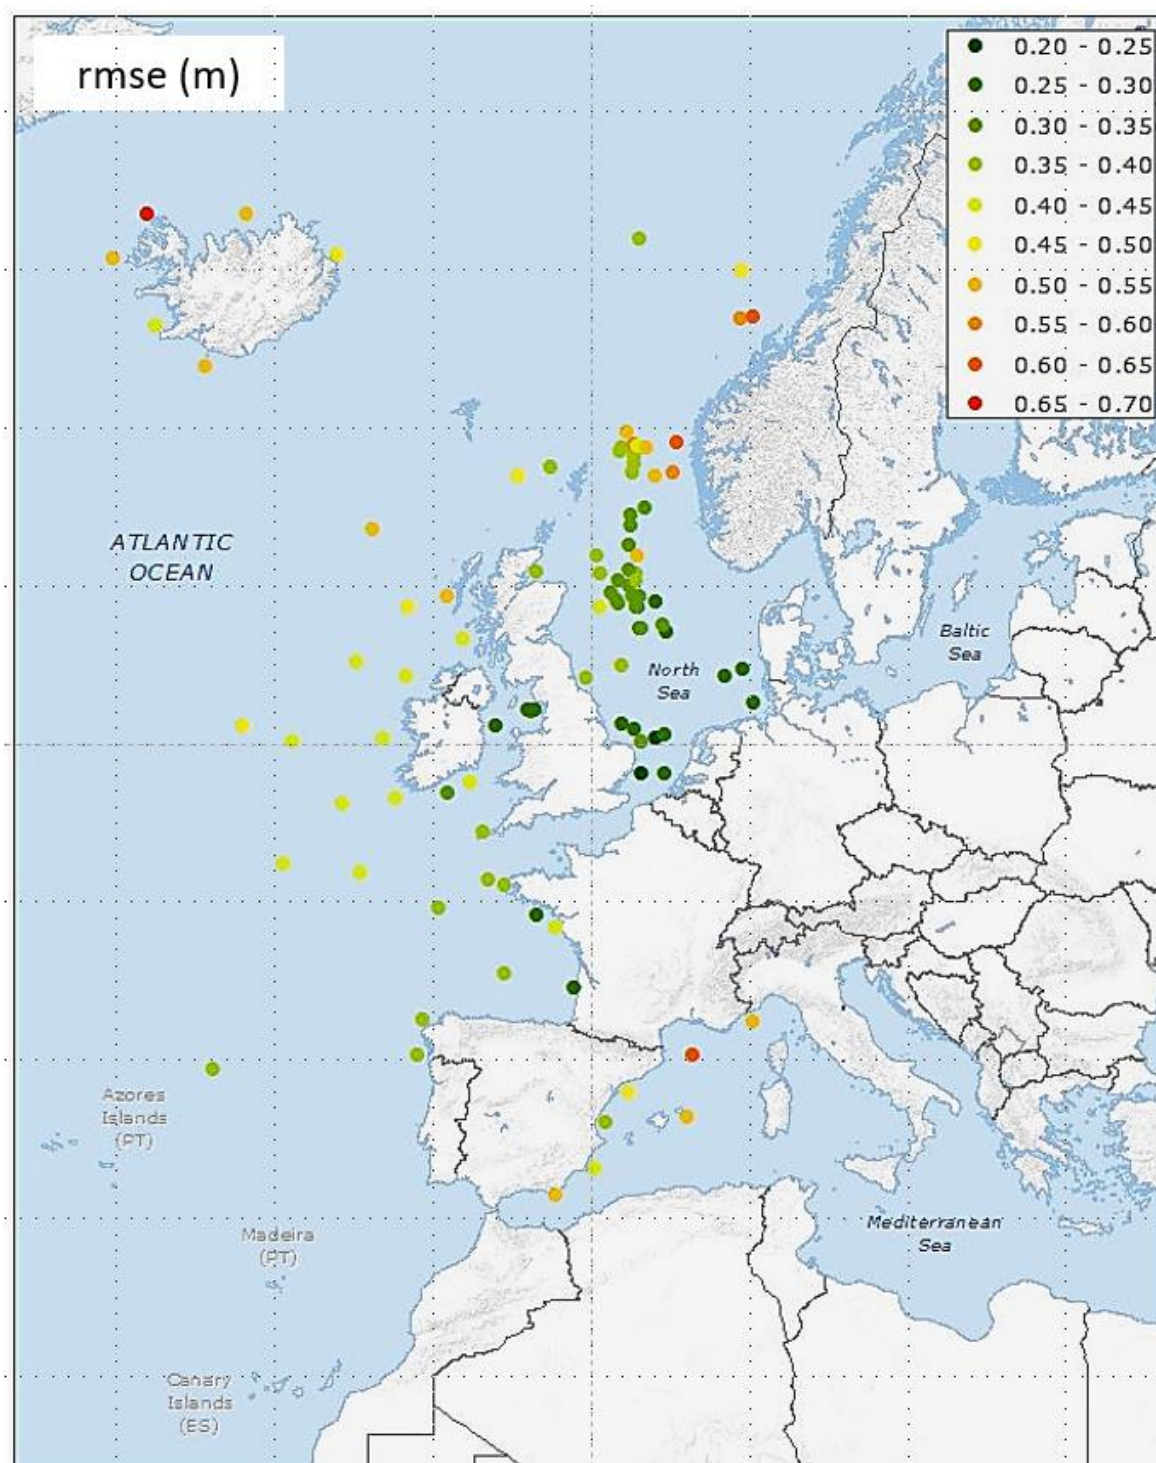 rmse (m)
0.20 - 0.25
0.25 - 0.30
0.30 - 0.35
0.35 - 0.40
0.40 - 0.45
0.45 - 0.50
0.50 - 0.55
0.55 - 0.60
0.60 - 0.65
0.65 - 0.70
ATLANTIC
OCEAN
Baltic
Sea
North
Sea
Azores
Islands
(PT)
Madeira
(PT)
Mediterranean
Sea
Canary
Islands
(ES)